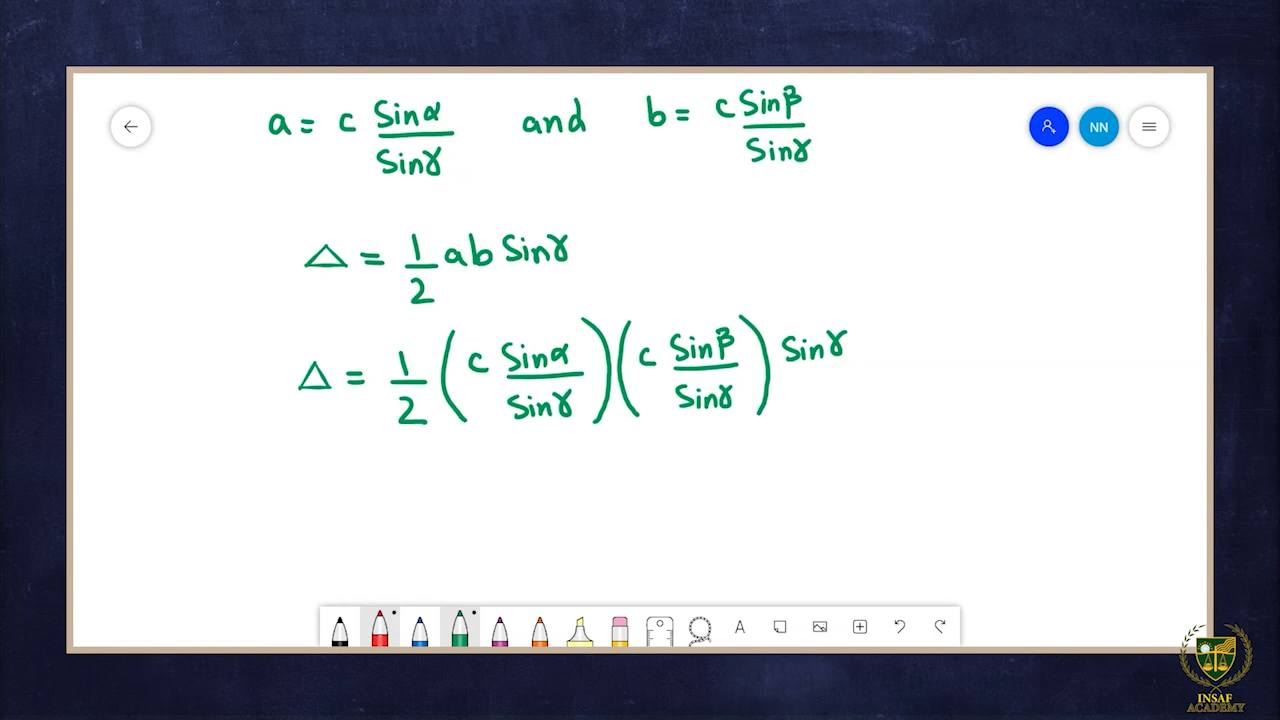 a = c Sinα/Sinγ and b = c Sinβ/Sinγ
NN
△ = 1/2 ab Sinγ
△ = 1/2 (c Sinα/Sinγ)(c Sinβ/Sinγ) Sinγ
A
INSAF
ACADEMY